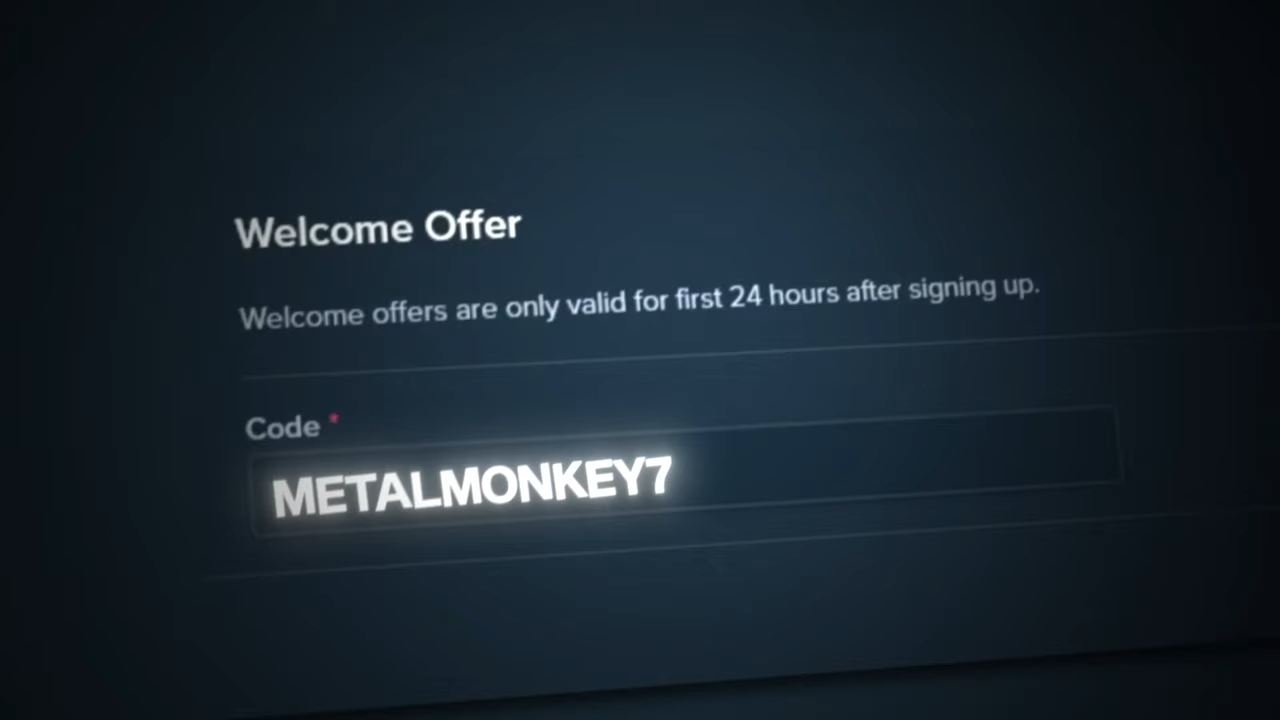 Welcome Offer
Welcome offers are only valid for first 24 hours after signing up.
Code *
METALMONKEY7